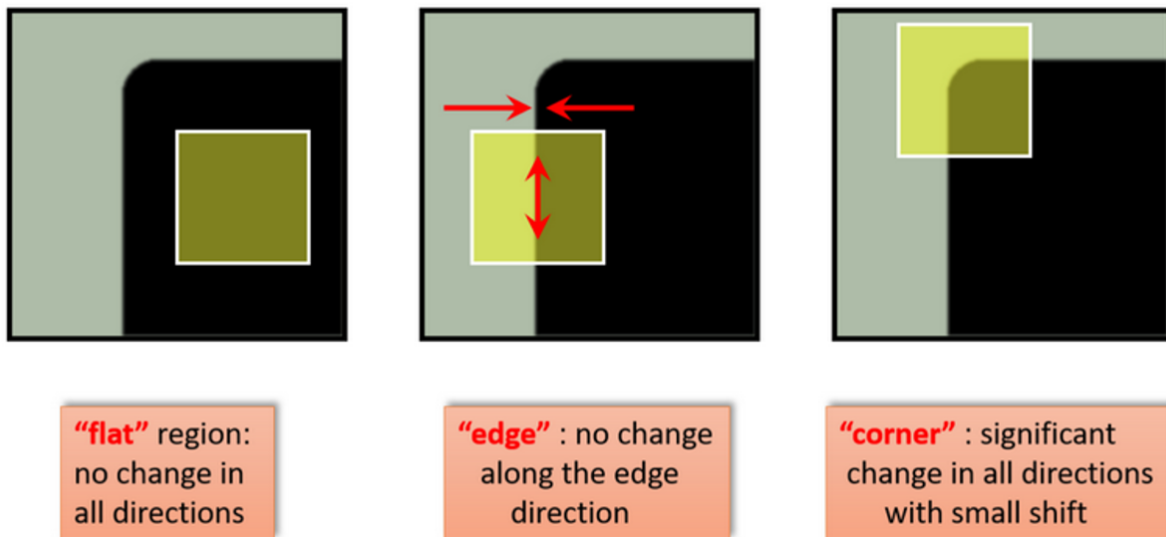 “flat” region:
no change in
all directions
“edge” : no change
along the edge
direction
“corner” : significant
change in all directions
with small shift